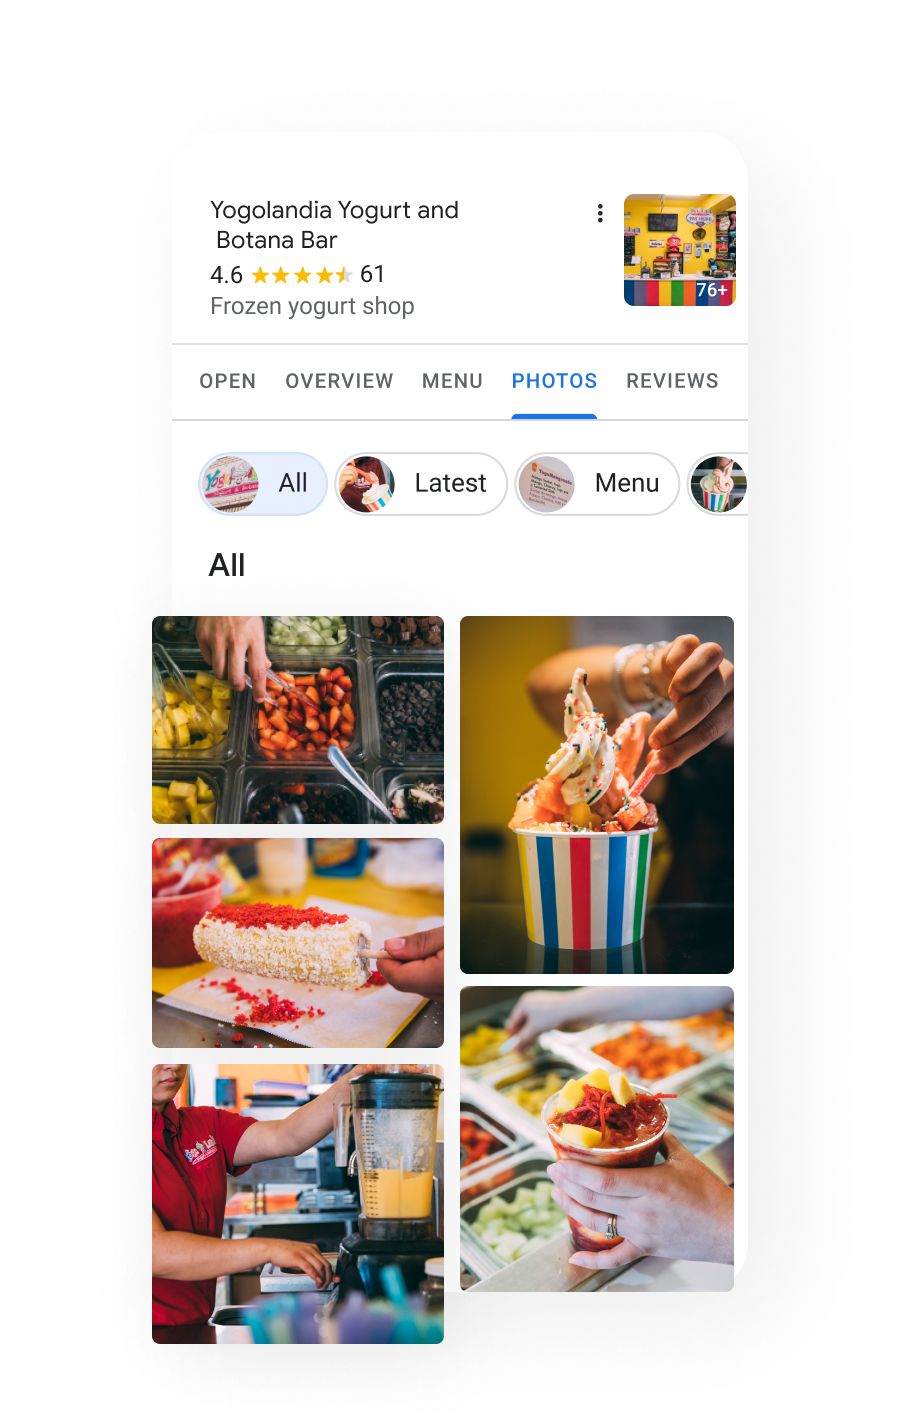 Yogolandia Yogurt and
Botana Bar
4.6 61
Frozen yogurt shop
76+
OPEN OVERVIEW MENU PHOTOS REVIEWS
All Latest Menu
All